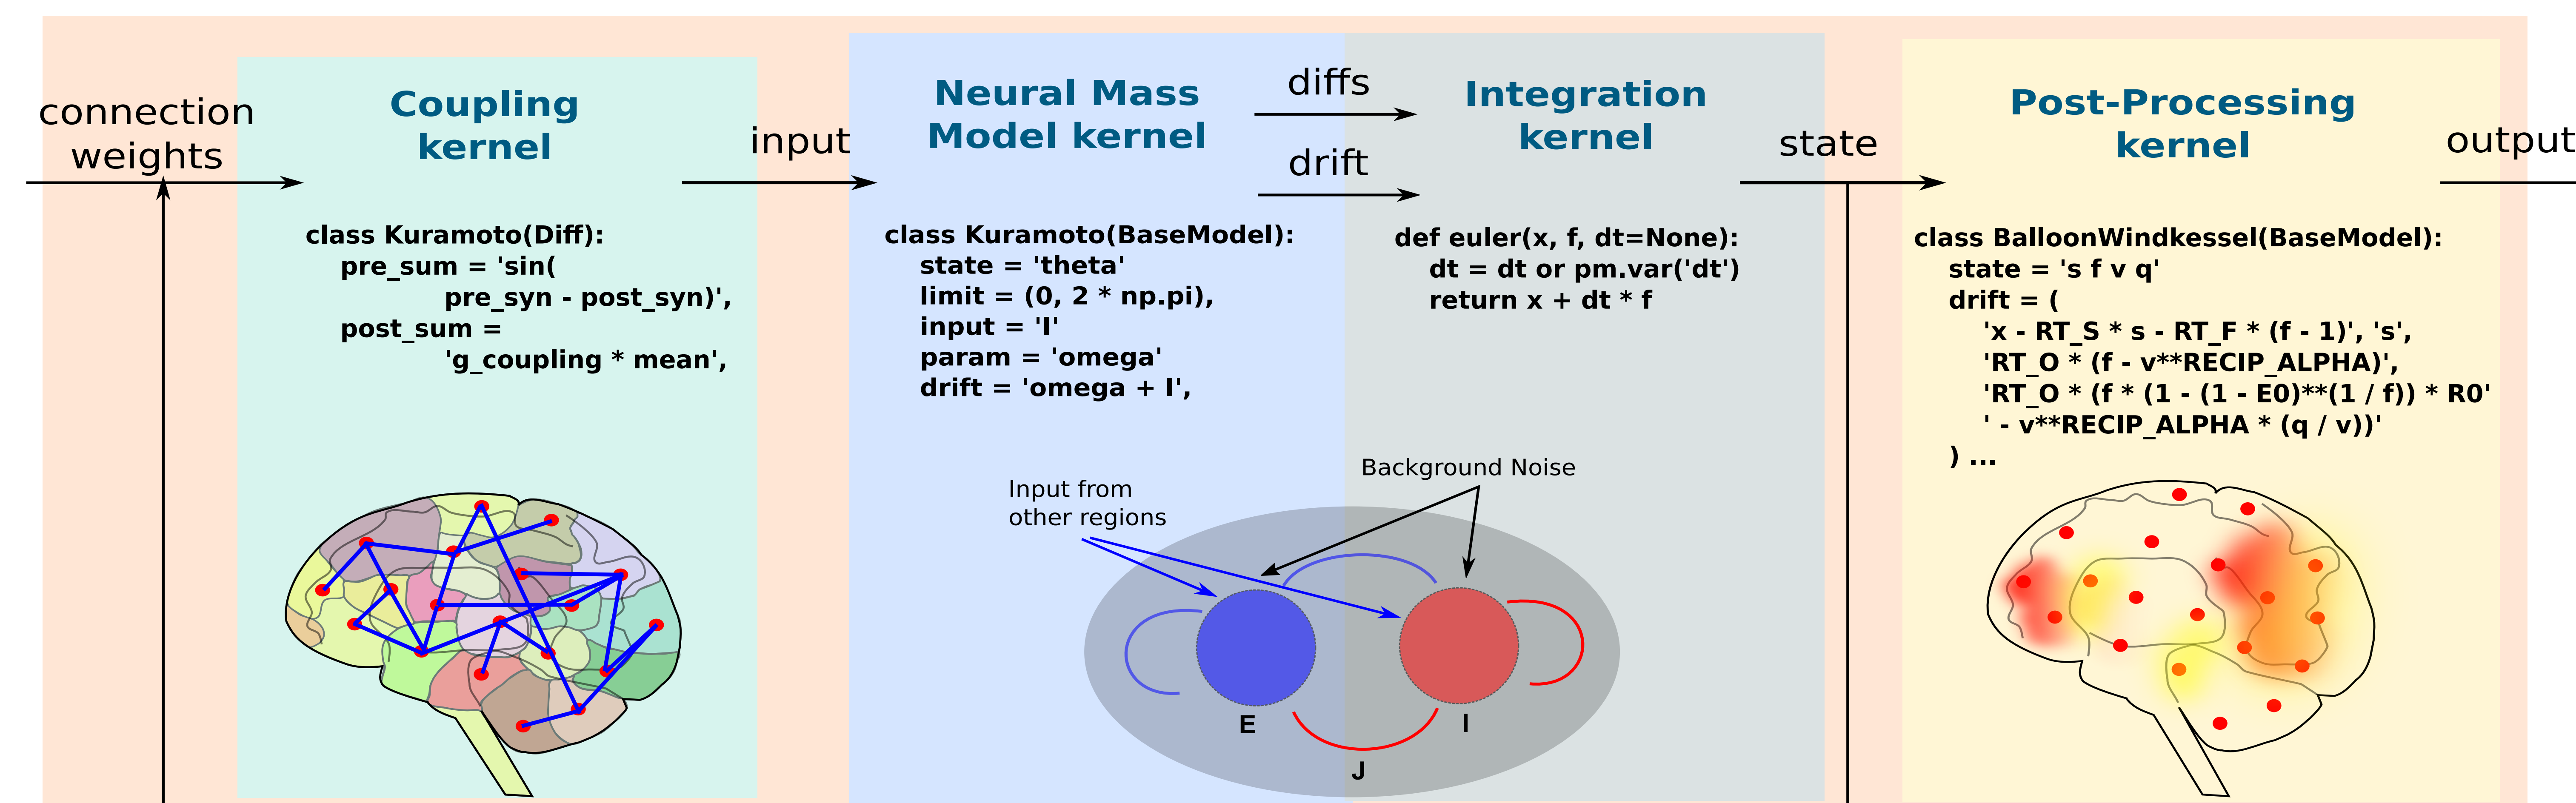 connection
weights
Coupling
kernel
class Kuramoto(Diff):
pre_sum = 'sin(
pre_syn - post_syn)',
post_sum =
'g_coupling * mean',
input
Neural Mass
Model kernel
class Kuramoto(BaseModel):
state = 'theta'
limit = (0, 2 * np.pi),
input = 'I'
param = 'omega'
drift = 'omega + I',
diffs
drift
Integration
kernel
def euler(x, f, dt=None):
dt = dt or pm.var('dt')
return x + dt * f
Input from
other regions
Background Noise
E
I
J
state
Post-Processing
kernel
class BalloonWindkessel(BaseModel):
state = 's f v q'
drift = (
'x - RT_S * s - RT_F * (f - 1)', 's',
'RT_O * (f - v**RECIP_ALPHA)',
'RT_O * (f * (1 - (1 - E0)**(1 / f)) * R0'
' - v**RECIP_ALPHA * (q / v))'
) ...
output